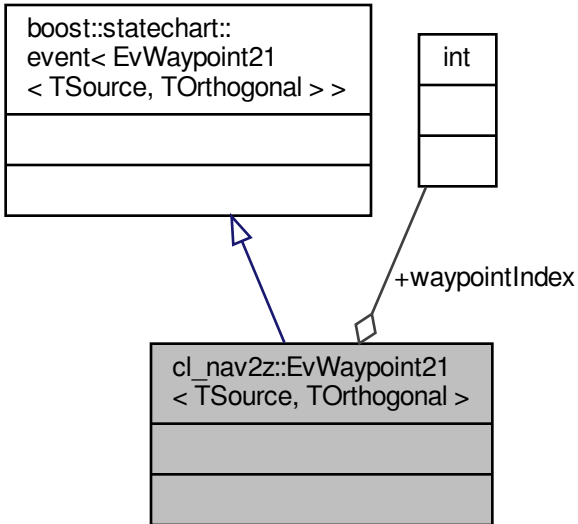 boost::statechart::
event< EvWaypoint21
< TSource, TOrthogonal > >
int
+waypointIndex
cl_nav2z::EvWaypoint21
< TSource, TOrthogonal >